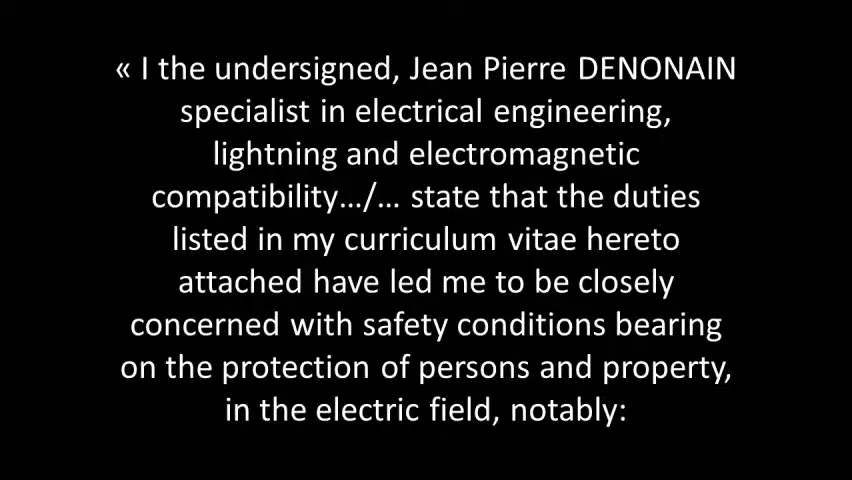 « I the undersigned, Jean Pierre DENONAIN
specialist in electrical engineering,
lightning and electromagnetic
compatibility…/… state that the duties
listed in my curriculum vitae hereto
attached have led me to be closely
concerned with safety conditions bearing
on the protection of persons and property,
in the electric field, notably: